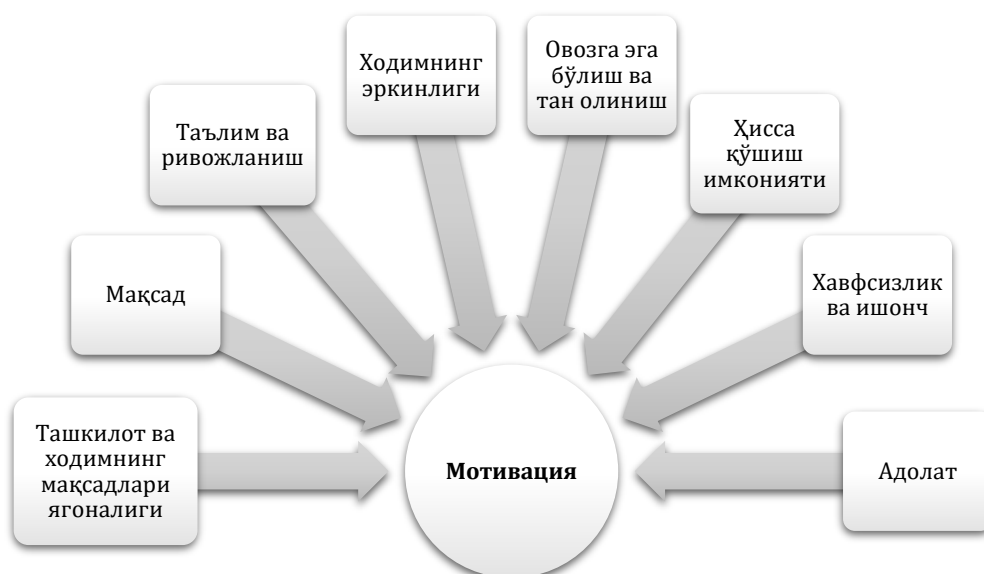 Ташкилот ва
ходимнинг
мақсадлари
ягоналиги
Мақсад
Таълим ва
ривожланиш
Ходимнинг
эркинлиги
Овозга эга
бўлиш ва
тан олиниш
Ҳисса
қўшиш
имконияти
Хавфсизлик
ва ишонч
Адолат
Мотивация